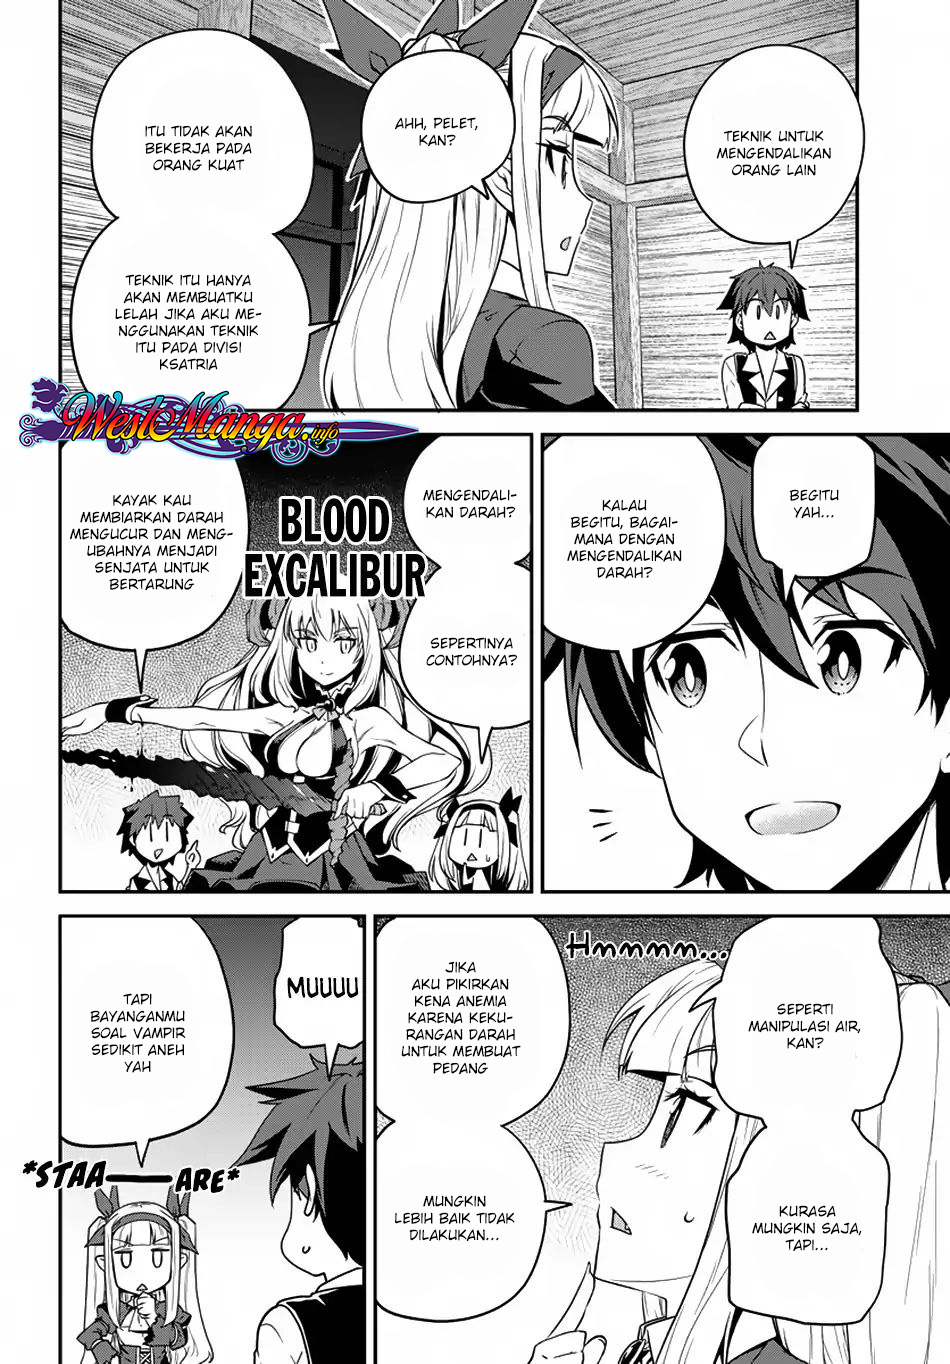 TEKNIK UNTUK
MENGENDALIKAN
ORANG LAIN
AHH, PELET,
KAN?
ITU TIDAK AKAN
BEKERJA PADA
ORANG KUAT
TEKNIK ITU HANYA
AKAN MEMBUATKU
LELAH JIKA AKU ME-
NGGUNAKAN TEKNIK
ITU PADA DIVISI
KSATRIA
WestManga.info
BEGITU
YAH...
KALAU
BEGITU, BAGAI-
MANA DENGAN
MENGENDALIKAN
DARAH?
MENGENDALI-
KAN DARAH?
SEPERTINYA
CONTOHNYA?
BLOOD
EXCALIBUR
KAYAK KAU
MEMBIARKAN DARAH
MENGUCUR DAN MENG-
UBAHNYA MENJADI
SENJATA UNTUK
BERTARUNG
SEPERTI
MANIPULASI AIR,
KAN?
Hmmmm...
KURASA
MUNGKIN SAJA,
TAPI...
JIKA
AKU PIKIRKAN
KENA ANEMIA
KARENA KEKU-
RANGAN DARAH
UNTUK MEMBUAT
PEDANG
MUNGKIN
LEBIH BAIK TIDAK
DILAKUKAN...
MUUUU
TAPI
BAYANGANMU
SOAL VAMPIR
SEDIKIT ANEH
YAH
*STAA——ARE*